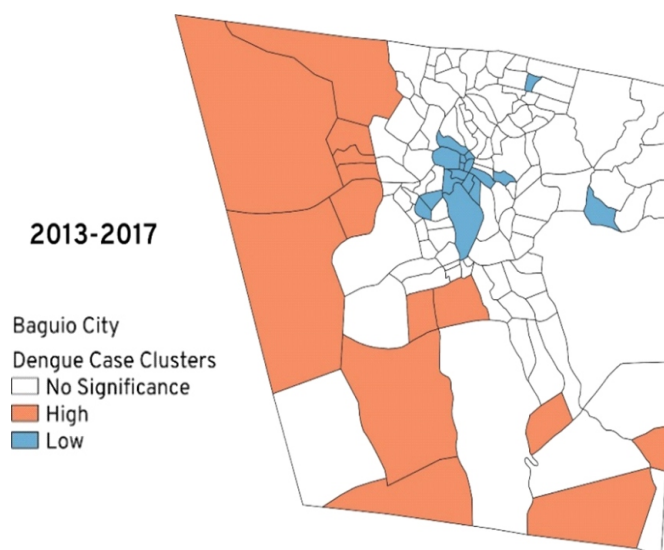 2013-2017
Baguio City
Dengue Case Clusters
No Significance
High
Low